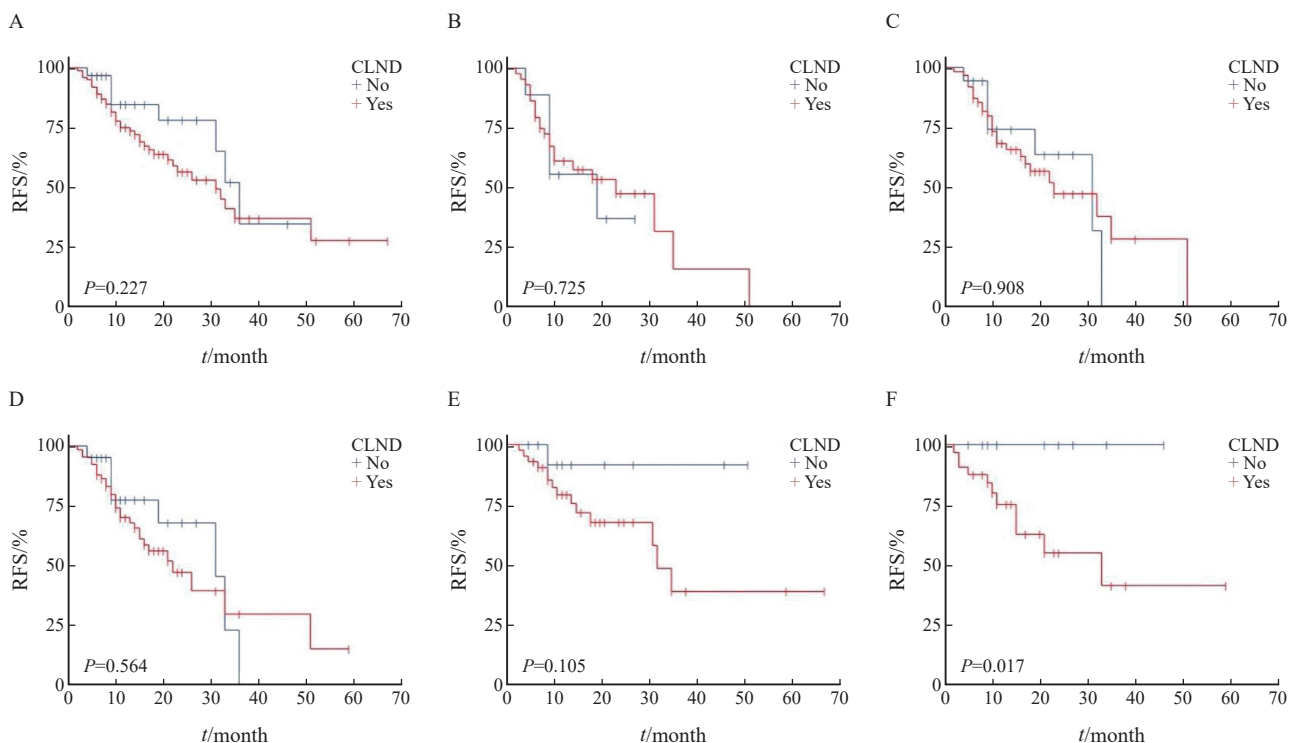 A
CLND
No
Yes
RFS/%
100
75
50
25
0
P=0.227
0 10 20 30 40 50 60 70
t/month
B
CLND
No
Yes
RFS/%
100
75
50
25
0
P=0.725
0 10 20 30 40 50 60 70
t/month
C
CLND
No
Yes
RFS/%
100
75
50
25
0
P=0.908
0 10 20 30 40 50 60 70
t/month
D
CLND
No
Yes
RFS/%
100
75
50
25
0
P=0.564
0 10 20 30 40 50 60 70
t/month
E
CLND
No
Yes
RFS/%
100
75
50
25
0
P=0.105
0 10 20 30 40 50 60 70
t/month
F
CLND
No
Yes
RFS/%
100
75
50
25
0
P=0.017
0 10 20 30 40 50 60 70
t/month